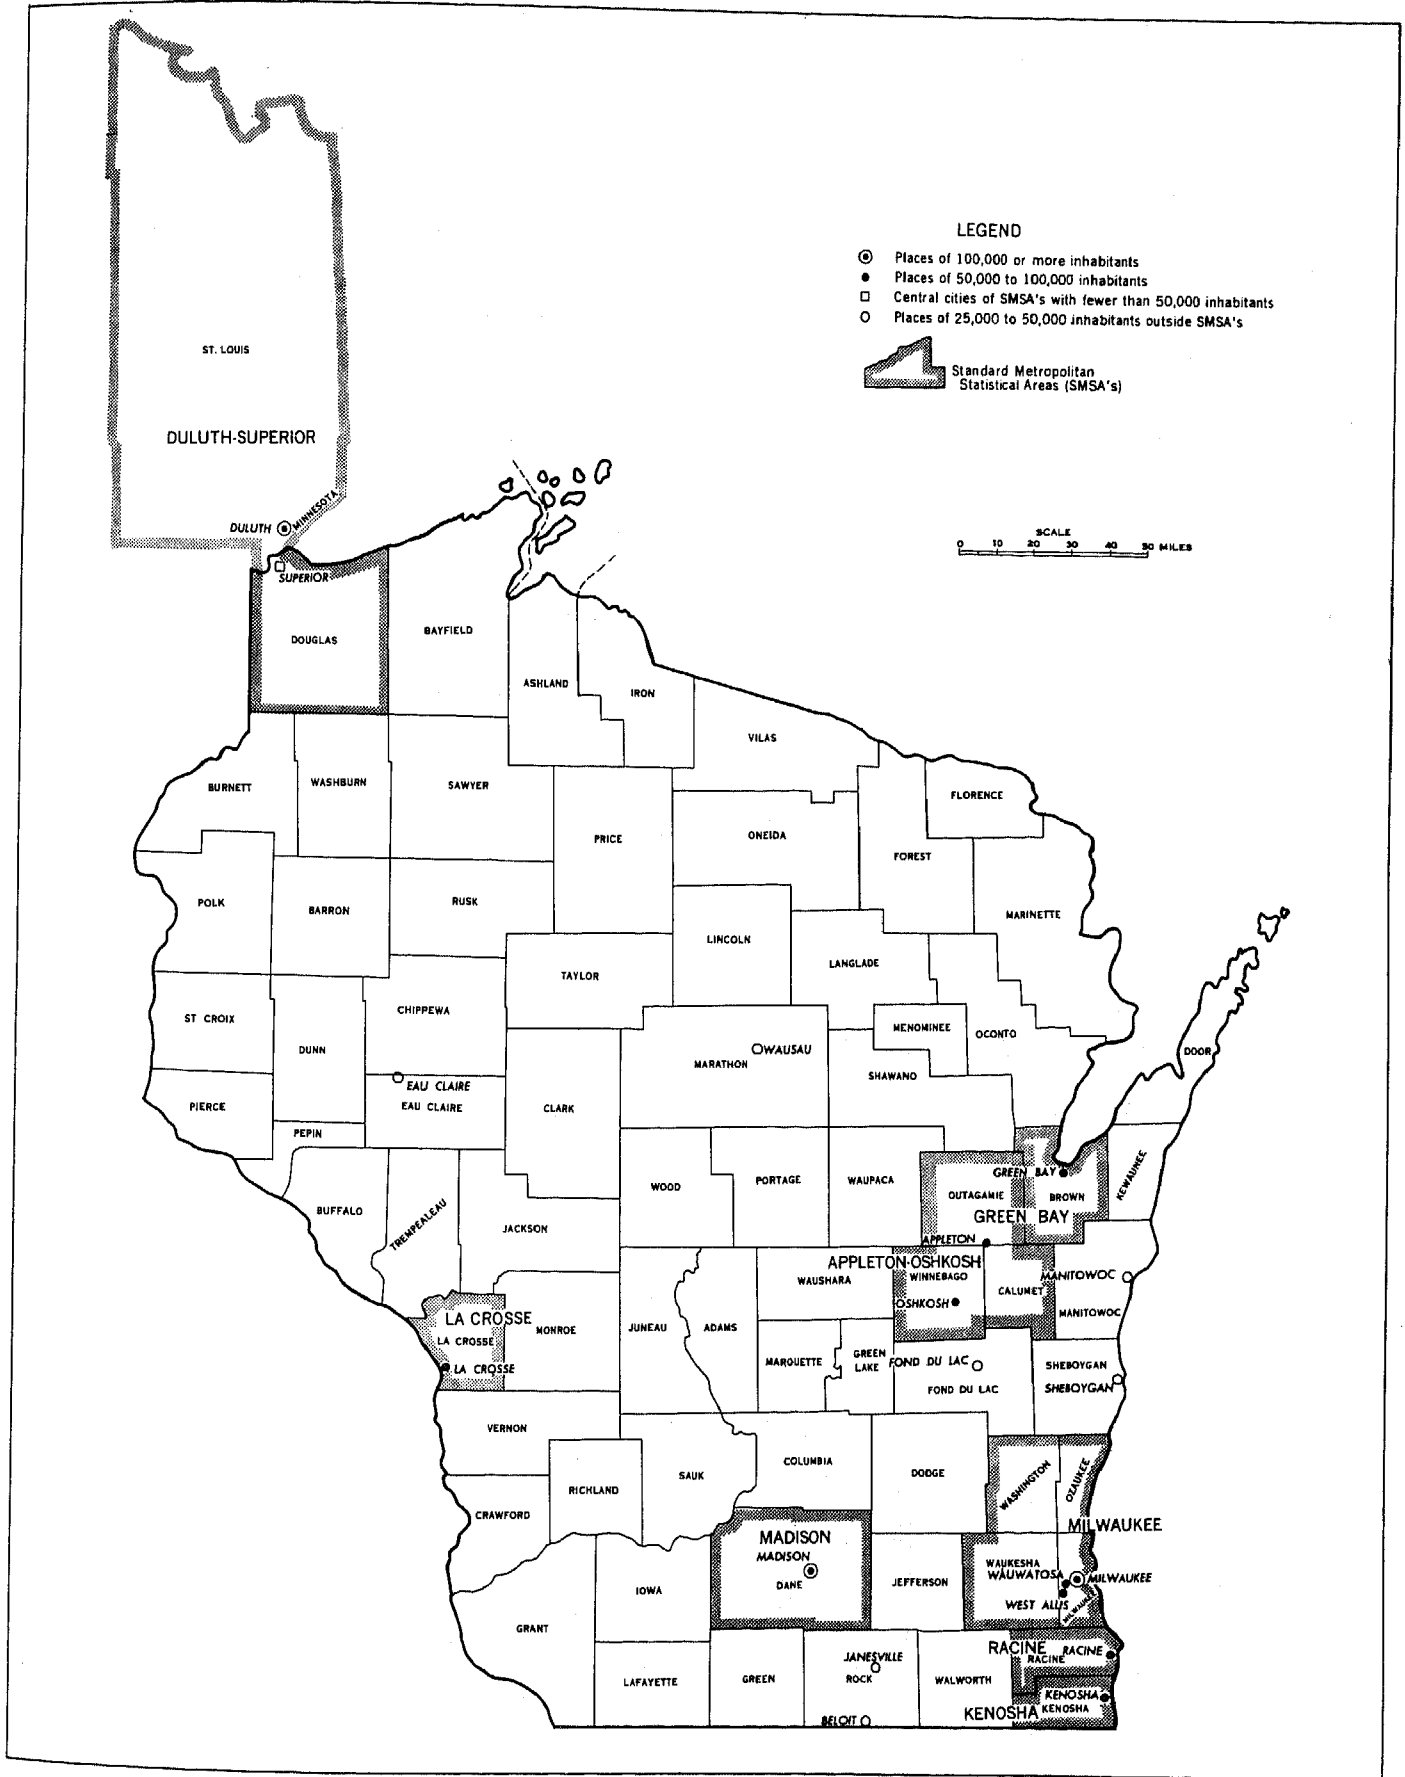 LEGEND
Places of 100,000 or more inhabitants
Places of 50,000 to 100,000 inhabitants
Central cities of SMSA's with fewer than 50,000 inhabitants
Places of 25,000 to 50,000 inhabitants outside SMSA's
Standard Metropolitan
Statistical Areas (SMSA's)
ST. LOUIS
DULUTH-SUPERIOR
MINNESOTA
DULUTH
SCALE
0 10 20 30 40 50 MILES
SUPERIOR
DOUGLAS
BAYFIELD
ASHLAND
IRON
VILAS
BURNETT
WASHBURN
SAWYER
FLORENCE
PRICE
ONEIDA
FOREST
POLK
BARRON
RUSK
MARINETTE
LINCOLN
LANGLADE
TAYLOR
ST CROIX
CHIPPEWA
MENOMINEE
OCONTO
DUNN
WAUSAU
MARATHON
DOOR
SHAWANO
EAU CLAIRE
EAU CLAIRE
PIERCE
CLARK
PEPIN
GREEN BAY
WOOD
PORTAGE
WAUPACA
OUTAGAMIE
BROWN
KEWAUNEE
GREEN BAY
BUFFALO
TREMPEALEAU
JACKSON
APPLETON
APPLETON-OSHKOSH
WAUSHARA
WINNEBAGO
CALUMET
MANITOWOC
OSHKOSH
MANITOWOC
LA CROSSE
LA CROSSE
LA CROSSE
MONROE
JUNEAU
ADAMS
MARQUETTE
GREEN
LAKE
FOND DU LAC
FOND DU LAC
SHEBOYGAN
SHEBOYGAN
VERNON
RICHLAND
SAUK
COLUMBIA
DODGE
WASHINGTON
OZAUKEE
CRAWFORD
MILWAUKEE
MADISON
MADISON
DANE
JEFFERSON
WAUKESHA
WAUWATOSA
MILWAUKEE
WEST ALLIS
MILWAUKEE
IOWA
GRANT
RACINE
RACINE
RACINE
JANESVILLE
ROCK
LAFAYETTE
GREEN
WALWORTH
KENOSHA
KENOSHA
KENOSHA
BELOIT